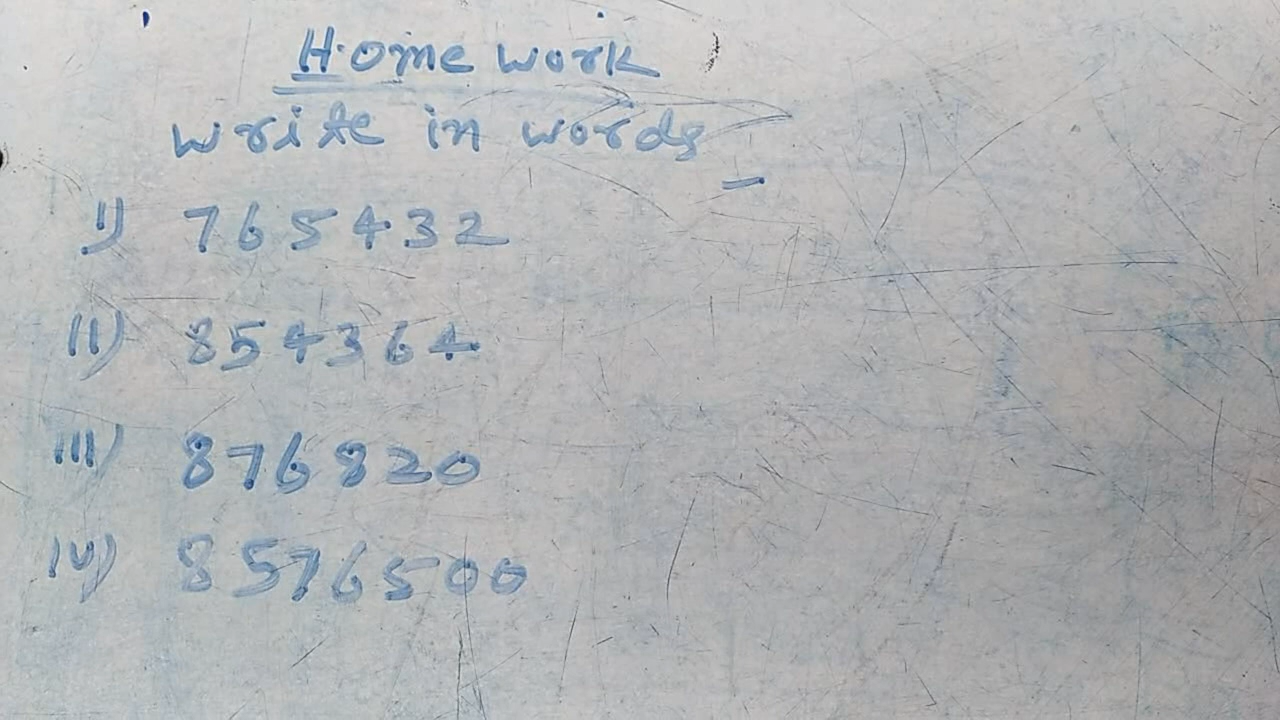 Home work
write in words
-
i) 765432
ii) 854364
iii) 876820
iv) 8576500